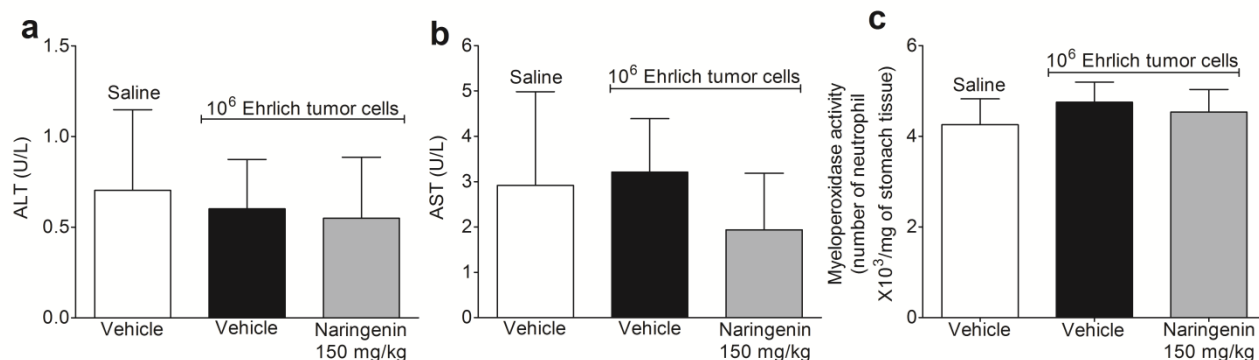 a
ALT (U/L)
1.5
1.0
0.5
0.0
Saline
10⁶ Ehrlich tumor cells
Vehicle
Vehicle
Naringenin
150 mg/kg
b
AST (U/L)
6
5
4
3
2
1
0
Saline
10⁶ Ehrlich tumor cells
Vehicle
Vehicle
Naringenin
150 mg/kg
c
Myeloperoxidase activity
(number of neutrophil
X10³/mg of stomach tissue)
6
4
2
0
Saline
10⁶ Ehrlich tumor cells
Vehicle
Vehicle
Naringenin
150 mg/kg